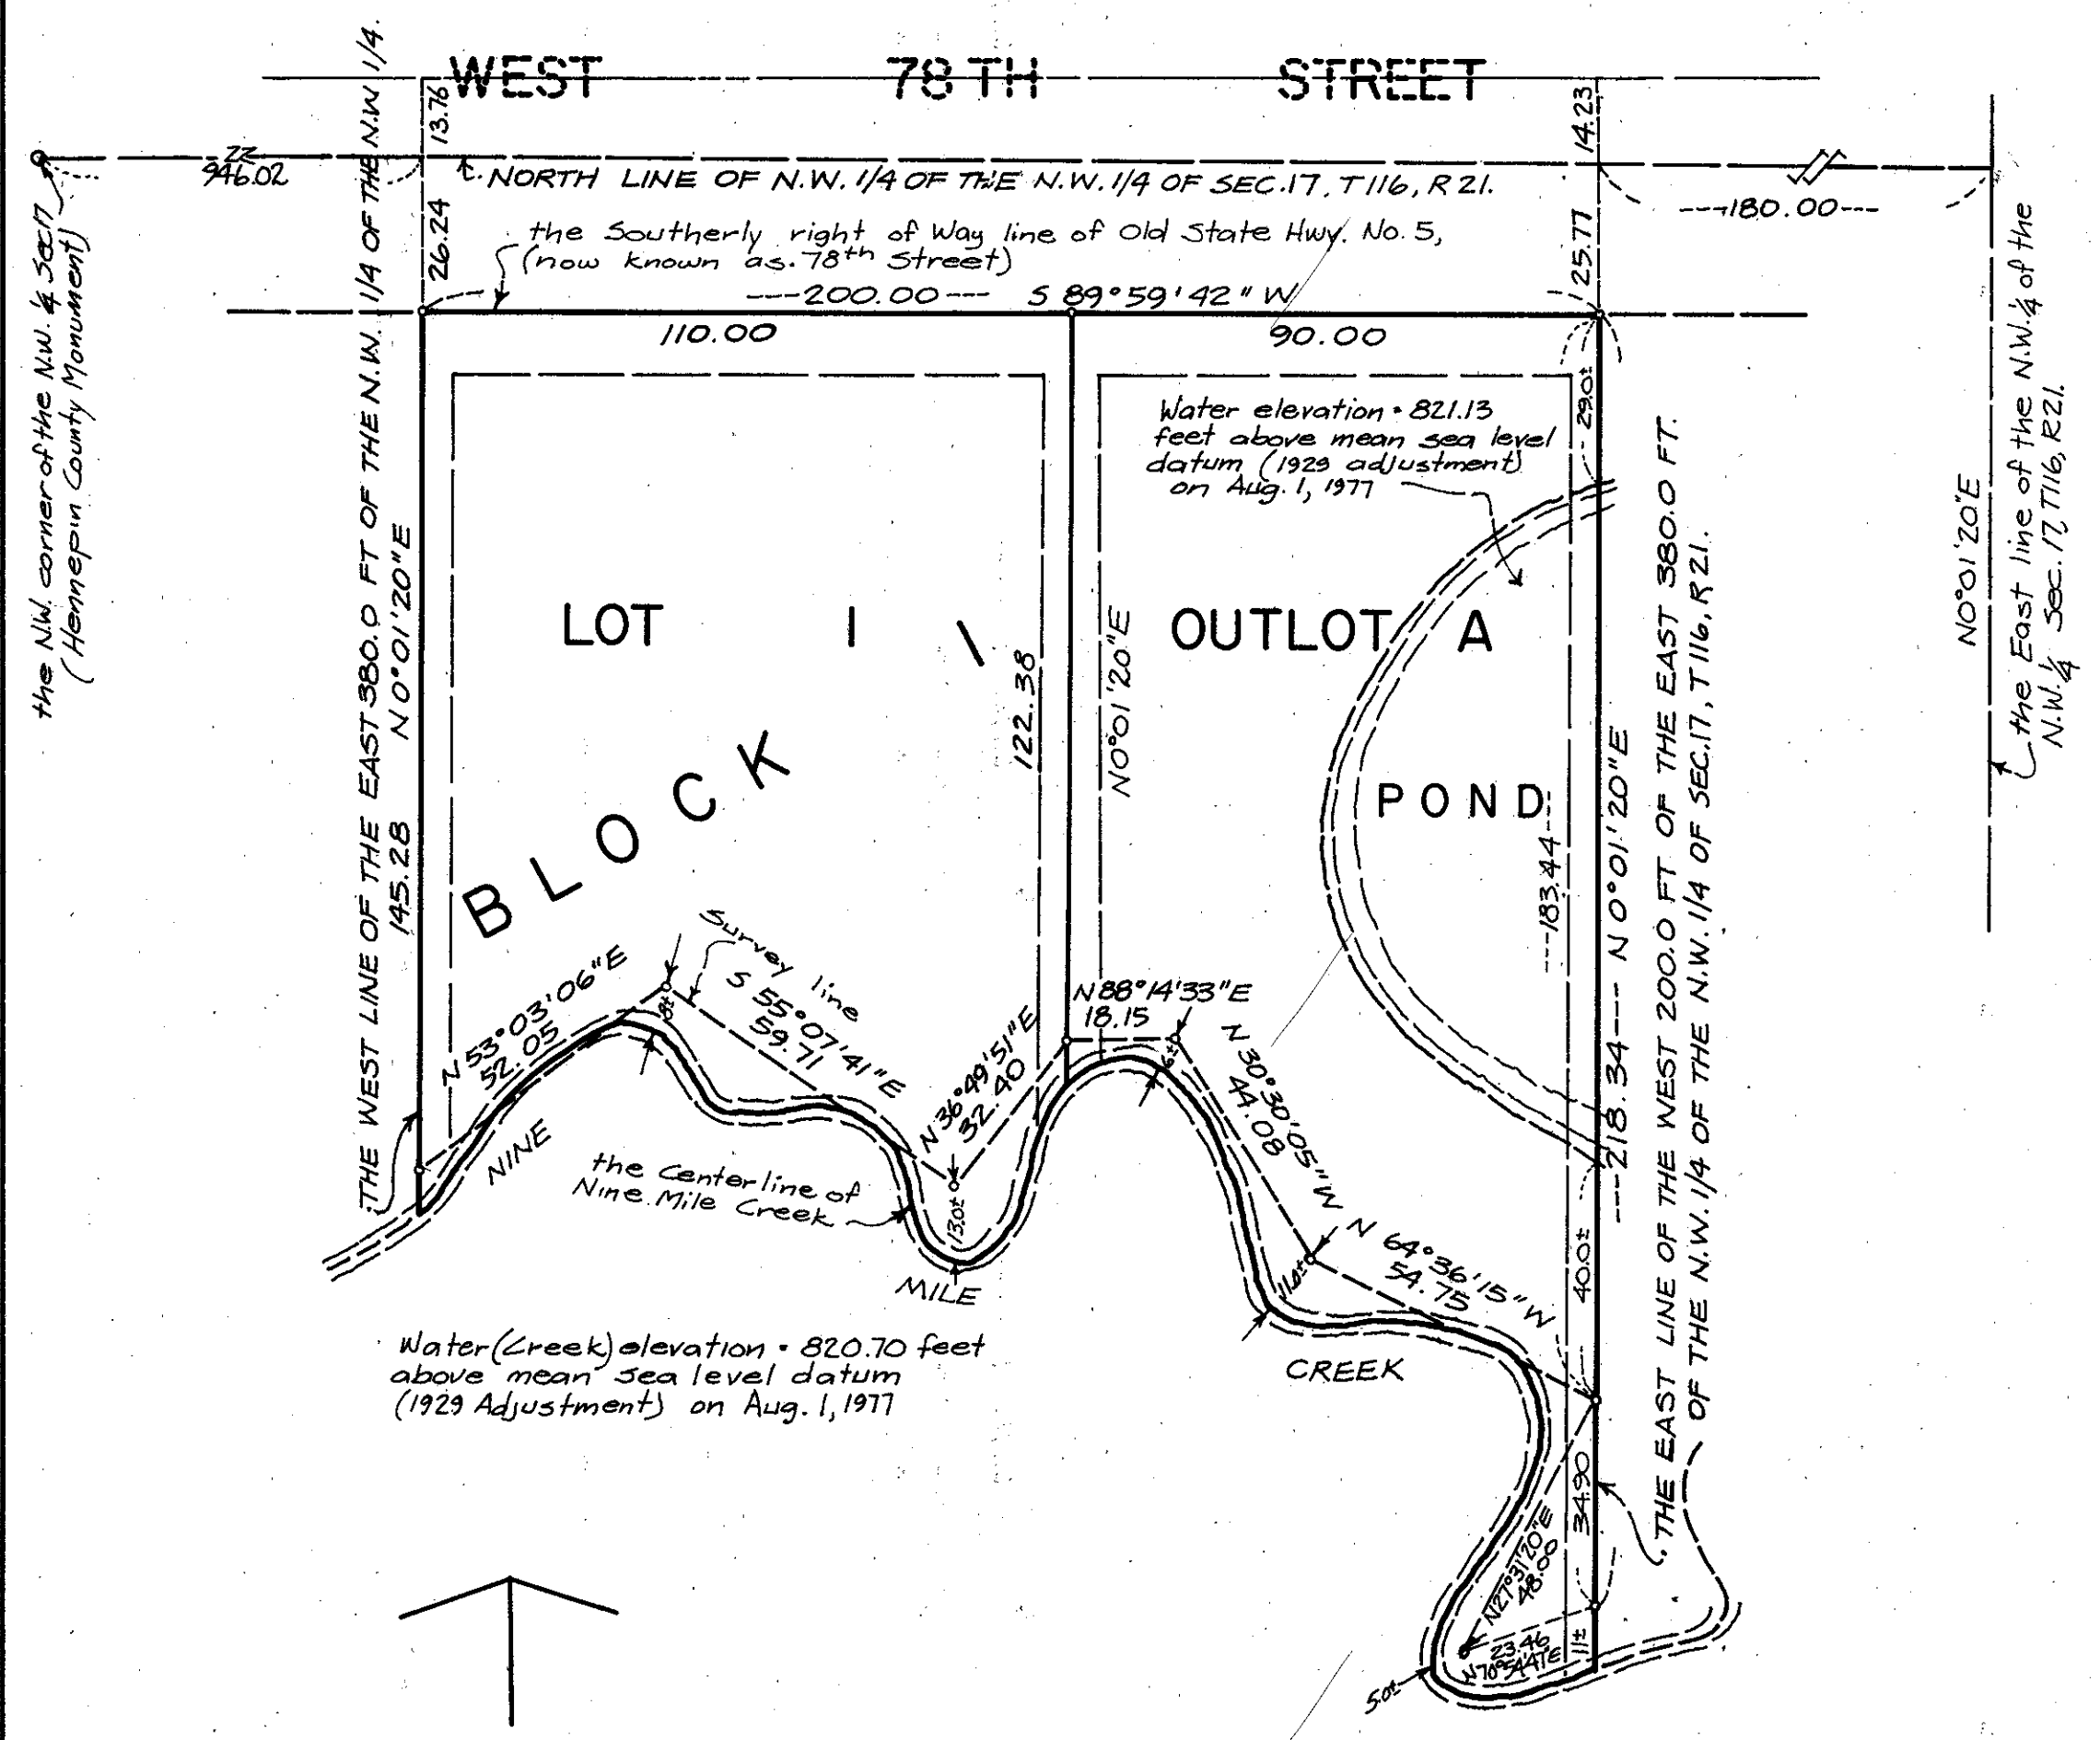 WEST 78TH STREET
13.76
14.23
946.02
℄ NORTH LINE OF N.W. 1/4 OF THE N.W. 1/4 OF SEC.17, T116, R 21.
---180.00---
26.24
25.77
the Southerly right of Way line of Old State Hwy. No. 5,
(now known as 78th Street)
---200.00--- S 89°59'42" W
110.00
90.00
the N.W. corner of the N.W. ¼ Sec.17
(Hennepin County Monument)
THE WEST LINE OF THE EAST 380.0 FT OF THE N.W. 1/4 OF THE N.W 1/4.
N 0°01'20"E
145.28
LOT 1
BLOCK 1
122.38
N0°01'20"E
29.0±
Water elevation = 821.13
feet above mean sea level
datum (1929 adjustment)
on Aug. 1, 1977
OUTLOT A
POND
---183.44---
---218.34--- N 0°01'20"E
THE EAST LINE OF THE WEST 200.0 FT OF THE EAST 380.0 FT.
OF THE N.W. 1/4 OF THE N.W. 1/4 OF SEC.17, T116, R21.
N0°01'20"E
the East line of the N.W.¼ of the
N.W.¼ Sec. 17, T116, R21.
Survey line
N 53°03'06"E
52.05
8±
S 55°07'41"E
59.71
N 36°49'51"E
32.40
N88°14'33"E
18.15
6±
N 30°30'05"W
44.08
N 64°36'15"W
54.75
11.0±
13.0±
40.0±
NINE
MILE
CREEK
the Centerline of
Nine Mile Creek
Water (Creek) elevation = 820.70 feet
above mean sea level datum
(1929 Adjustment) on Aug. 1, 1977
34.90
N27°31'20"E
48.00
23.46
N70°54'47"E
11±
5.0±